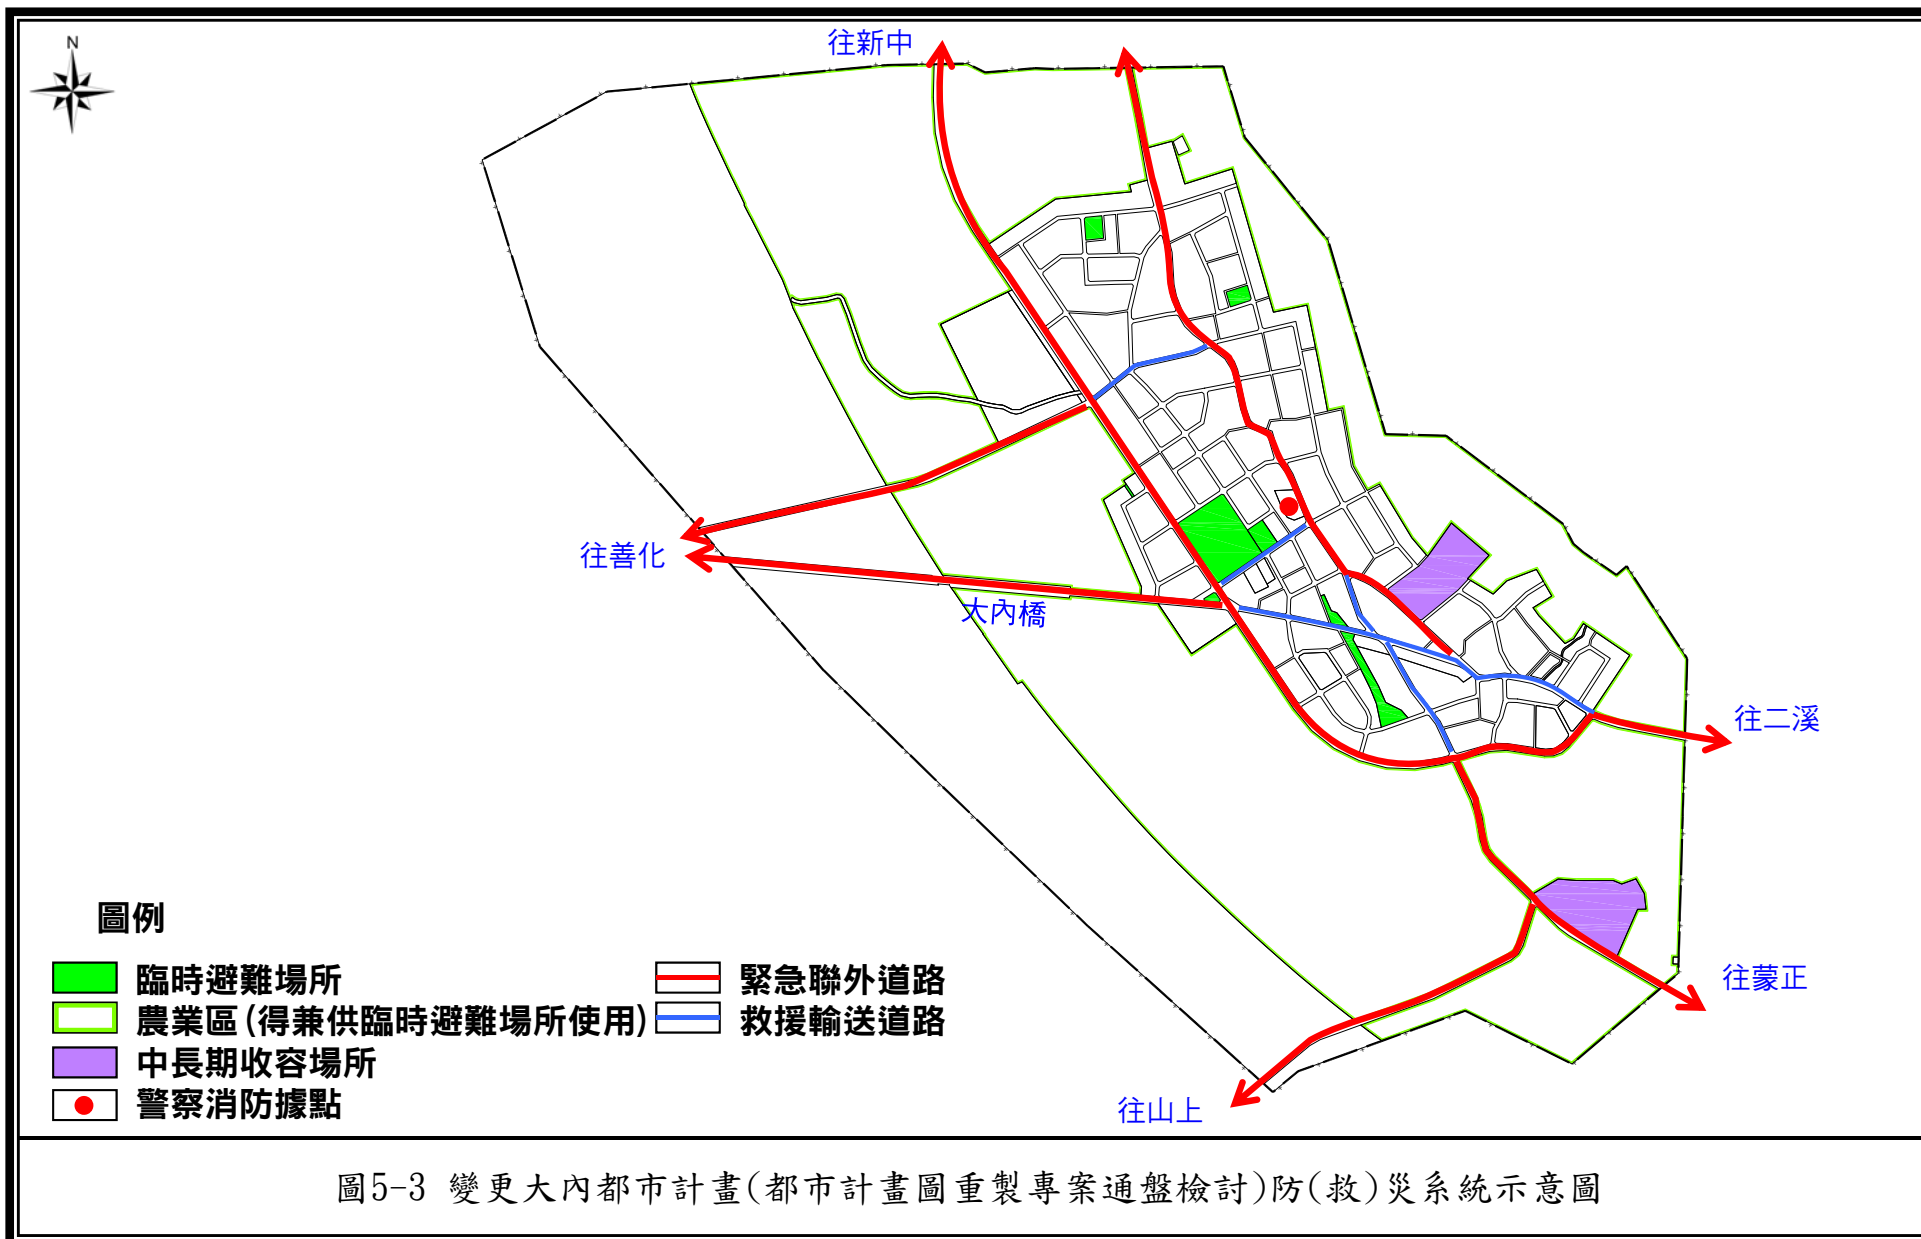 N
往新中
往善化
大內橋
往二溪
往蒙正
往山上
圖例
臨時避難場所
農業區(得兼供臨時避難場所使用)
中長期收容場所
警察消防據點
緊急聯外道路
救援輸送道路
圖5-3 變更大內都市計畫(都市計畫圖重製專案通盤檢討)防(救)災系統示意圖